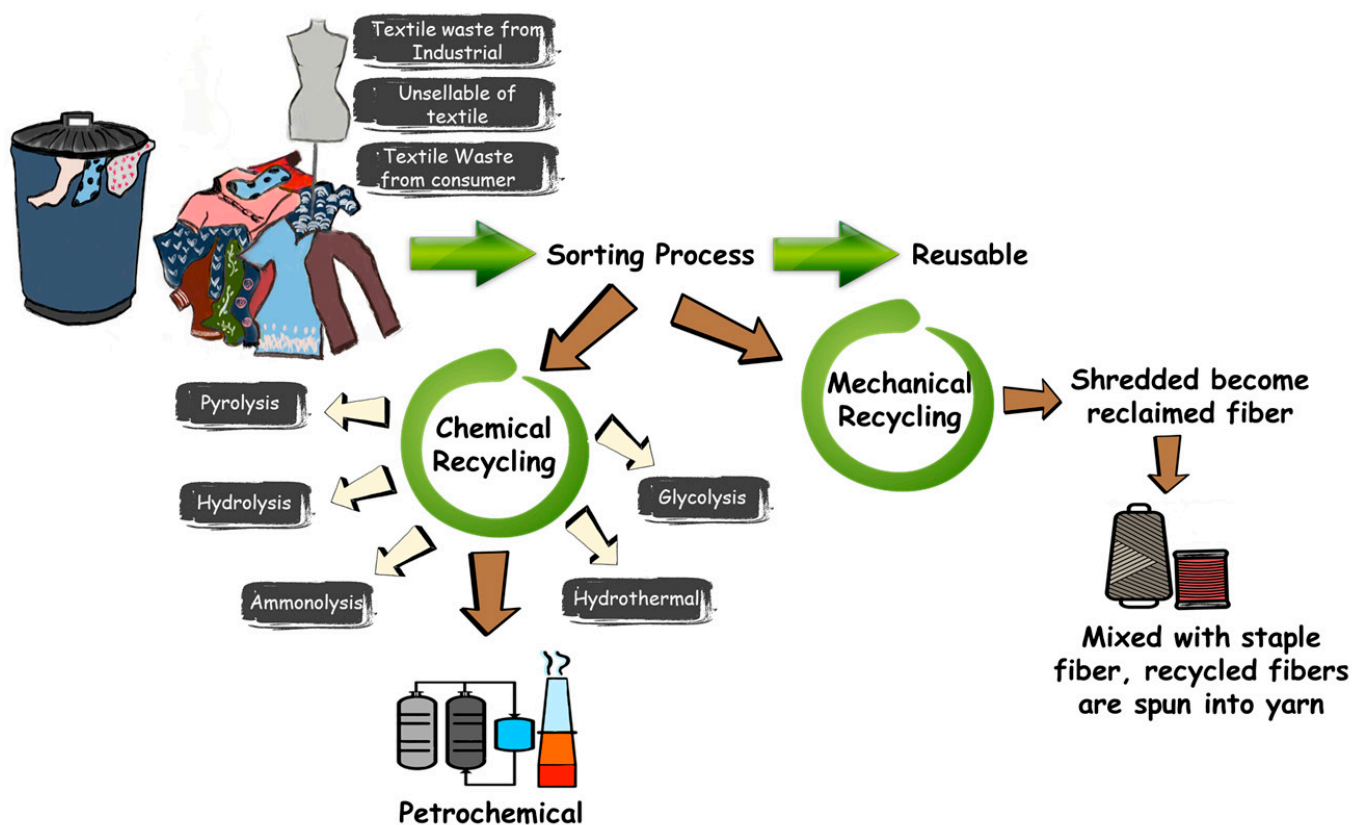 Textile waste from
Industrial
Unsellable of
textile
Textile Waste
from consumer
Sorting Process
Reusable
Chemical
Recycling
Pyrolysis
Hydrolysis
Ammonolysis
Glycolysis
Hydrothermal
Petrochemical
Mechanical
Recycling
Shredded become
reclaimed fiber
Mixed with staple
fiber, recycled fibers
are spun into yarn